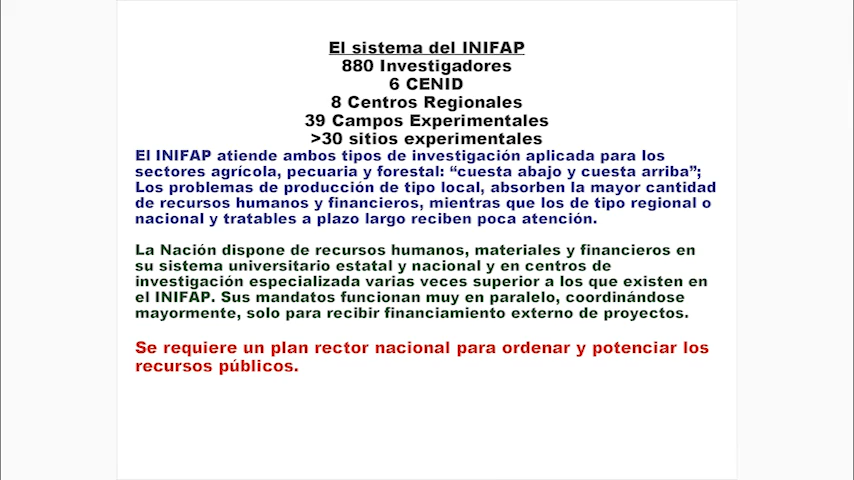 El sistema del INIFAP
880 Investigadores
6 CENID
8 Centros Regionales
39 Campos Experimentales
>30 sitios experimentales
El INIFAP atiende ambos tipos de investigación aplicada para los
sectores agrícola, pecuaria y forestal: “cuesta abajo y cuesta arriba”;
Los problemas de producción de tipo local, absorben la mayor cantidad
de recursos humanos y financieros, mientras que los de tipo regional o
nacional y tratables a plazo largo reciben poca atención.
La Nación dispone de recursos humanos, materiales y financieros en
su sistema universitario estatal y nacional y en centros de
investigación especializada varias veces superior a los que existen en
el INIFAP. Sus mandatos funcionan muy en paralelo, coordinándose
mayormente, solo para recibir financiamiento externo de proyectos.
Se requiere un plan rector nacional para ordenar y potenciar los
recursos públicos.